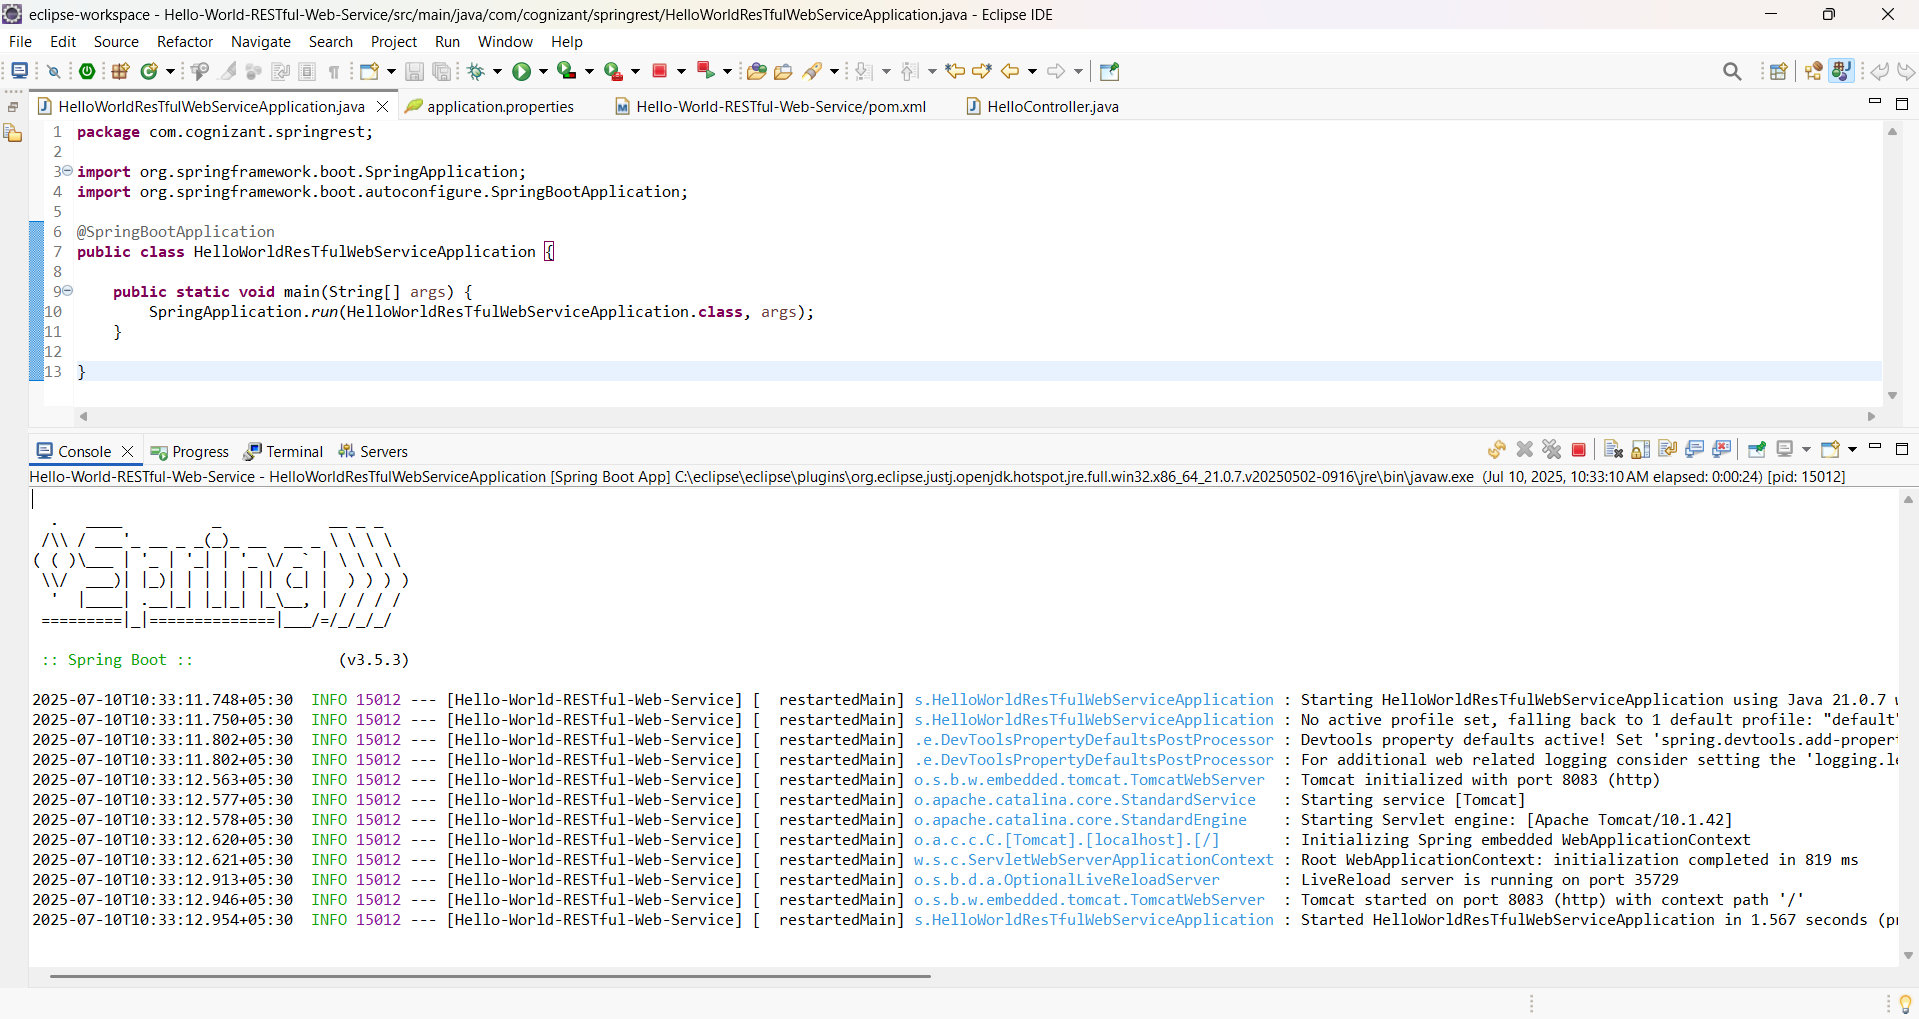 eclipse-workspace - Hello-World-RESTful-Web-Service/src/main/java/com/cognizant/springrest/HelloWorldResTfulWebServiceApplication.java - Eclipse IDE
File Edit Source Refactor Navigate Search Project Run Window Help
HelloWorldResTfulWebServiceApplication.java application.properties Hello-World-RESTful-Web-Service/pom.xml HelloController.java
1 package com.cognizant.springrest;
2
3 import org.springframework.boot.SpringApplication;
4 import org.springframework.boot.autoconfigure.SpringBootApplication;
5
6 @SpringBootApplication
7 public class HelloWorldResTfulWebServiceApplication {
8
9     public static void main(String[] args) {
10         SpringApplication.run(HelloWorldResTfulWebServiceApplication.class, args);
11     }
12
13 }
Console Progress Terminal Servers
Hello-World-RESTful-Web-Service - HelloWorldResTfulWebServiceApplication [Spring Boot App] C:\eclipse\eclipse\plugins\org.eclipse.justj.openjdk.hotspot.jre.full.win32.x86_64_21.0.7.v20250502-0916\jre\bin\javaw.exe (Jul 10, 2025, 10:33:10 AM elapsed: 0:00:24) [pid: 15012]
Spring
:: Spring Boot :: (v3.5.3)
2025-07-10T10:33:11.748+05:30 INFO 15012 --- [Hello-World-RESTful-Web-Service] [ restartedMain] s.HelloWorldResTfulWebServiceApplication : Starting HelloWorldResTfulWebServiceApplication using Java 21.0.7
2025-07-10T10:33:11.750+05:30 INFO 15012 --- [Hello-World-RESTful-Web-Service] [ restartedMain] s.HelloWorldResTfulWebServiceApplication : No active profile set, falling back to 1 default profile: "default"
2025-07-10T10:33:11.802+05:30 INFO 15012 --- [Hello-World-RESTful-Web-Service] [ restartedMain] .e.DevToolsPropertyDefaultsPostProcessor : Devtools property defaults active! Set 'spring.devtools.add-proper
2025-07-10T10:33:11.802+05:30 INFO 15012 --- [Hello-World-RESTful-Web-Service] [ restartedMain] .e.DevToolsPropertyDefaultsPostProcessor : For additional web related logging consider setting the 'logging.le
2025-07-10T10:33:12.563+05:30 INFO 15012 --- [Hello-World-RESTful-Web-Service] [ restartedMain] o.s.b.w.embedded.tomcat.TomcatWebServer : Tomcat initialized with port 8083 (http)
2025-07-10T10:33:12.577+05:30 INFO 15012 --- [Hello-World-RESTful-Web-Service] [ restartedMain] o.apache.catalina.core.StandardService : Starting service [Tomcat]
2025-07-10T10:33:12.578+05:30 INFO 15012 --- [Hello-World-RESTful-Web-Service] [ restartedMain] o.apache.catalina.core.StandardEngine : Starting Servlet engine: [Apache Tomcat/10.1.42]
2025-07-10T10:33:12.620+05:30 INFO 15012 --- [Hello-World-RESTful-Web-Service] [ restartedMain] o.a.c.c.C.[Tomcat].[localhost].[/] : Initializing Spring embedded WebApplicationContext
2025-07-10T10:33:12.621+05:30 INFO 15012 --- [Hello-World-RESTful-Web-Service] [ restartedMain] w.s.c.ServletWebServerApplicationContext : Root WebApplicationContext: initialization completed in 819 ms
2025-07-10T10:33:12.913+05:30 INFO 15012 --- [Hello-World-RESTful-Web-Service] [ restartedMain] o.s.b.d.a.OptionalLiveReloadServer : LiveReload server is running on port 35729
2025-07-10T10:33:12.946+05:30 INFO 15012 --- [Hello-World-RESTful-Web-Service] [ restartedMain] o.s.b.w.embedded.tomcat.TomcatWebServer : Tomcat started on port 8083 (http) with context path '/'
2025-07-10T10:33:12.954+05:30 INFO 15012 --- [Hello-World-RESTful-Web-Service] [ restartedMain] s.HelloWorldResTfulWebServiceApplication : Started HelloWorldResTfulWebServiceApplication in 1.567 seconds (p